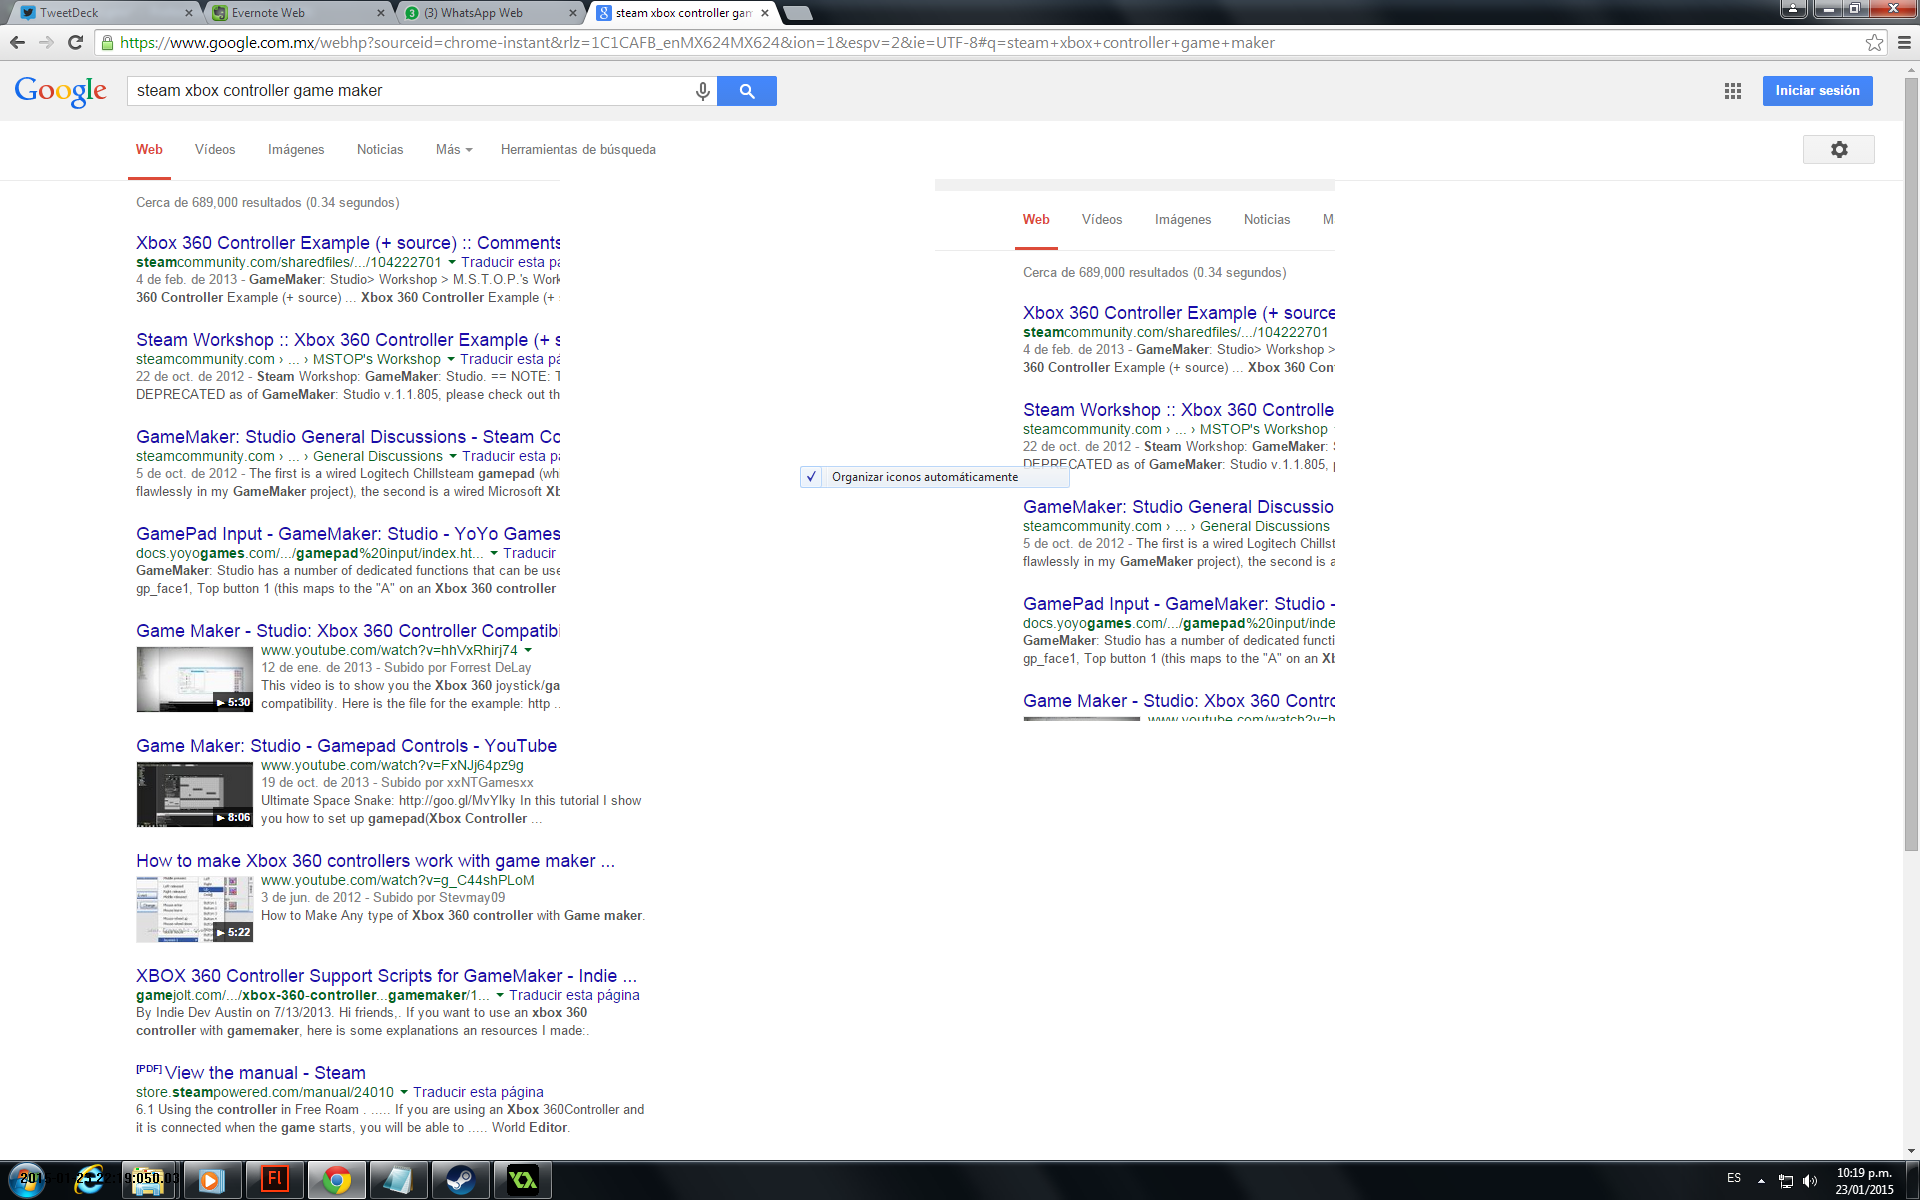 TweetDeck
Evernote Web
(3) WhatsApp Web
steam xbox controller gam
https://www.google.com.mx/webhp?sourceid=chrome-instant&rlz=1C1CAFB_enMX624MX624&ion=1&espv=2&ie=UTF-8#q=steam+xbox+controller+game+maker
Google
steam xbox controller game maker
Iniciar sesión
Web Vídeos Imágenes Noticias Más Herramientas de búsqueda
Cerca de 689,000 resultados (0.34 segundos)
Xbox 360 Controller Example (+ source) :: Comments
steamcommunity.com/sharedfiles/.../104222701 Traducir esta pá
4 de feb. de 2013 - GameMaker: Studio> Workshop > M.S.T.O.P.'s Work
360 Controller Example (+ source) ... Xbox 360 Controller Example (+
Steam Workshop :: Xbox 360 Controller Example (+ s
steamcommunity.com › ... › MSTOP's Workshop Traducir esta pá
22 de oct. de 2012 - Steam Workshop: GameMaker: Studio. == NOTE: T
DEPRECATED as of GameMaker: Studio v.1.1.805, please check out th
GameMaker: Studio General Discussions - Steam Co
steamcommunity.com › ... › General Discussions Traducir esta pá
5 de oct. de 2012 - The first is a wired Logitech Chillsteam gamepad (wh
flawlessly in my GameMaker project), the second is a wired Microsoft Xb
GamePad Input - GameMaker: Studio - YoYo Games
docs.yoyogames.com/.../gamepad%20input/index.ht... Traducir
GameMaker: Studio has a number of dedicated functions that can be use
gp_face1, Top button 1 (this maps to the "A" on an Xbox 360 controller
Game Maker - Studio: Xbox 360 Controller Compatibi
www.youtube.com/watch?v=hhVxRhirj74
12 de ene. de 2013 - Subido por Forrest DeLay
This video is to show you the Xbox 360 joystick/ga
compatibility. Here is the file for the example: http ..
5:30
Game Maker: Studio - Gamepad Controls - YouTube
www.youtube.com/watch?v=FxNJj64pz9g
19 de oct. de 2013 - Subido por xxNTGamesxx
Ultimate Space Snake: http://goo.gl/MvYlky In this tutorial I show
you how to set up gamepad(Xbox Controller ...
8:06
How to make Xbox 360 controllers work with game maker ...
www.youtube.com/watch?v=g_C44shPLoM
3 de jun. de 2012 - Subido por Stevmay09
How to Make Any type of Xbox 360 controller with Game maker.
5:22
XBOX 360 Controller Support Scripts for GameMaker - Indie ...
gamejolt.com/.../xbox-360-controller...gamemaker/1... Traducir esta página
By Indie Dev Austin on 7/13/2013. Hi friends,. If you want to use an xbox 360
controller with gamemaker, here is some explanations an resources I made:.
[PDF] View the manual - Steam
store.steampowered.com/manual/24010 Traducir esta página
6.1 Using the controller in Free Roam . ..... If you are using an Xbox 360Controller and
it is connected when the game starts, you will be able to ..... World Editor.
Organizar iconos automáticamente
Web Vídeos Imágenes Noticias M
Cerca de 689,000 resultados (0.34 segundos)
Xbox 360 Controller Example (+ source
steamcommunity.com/sharedfiles/.../104222701
4 de feb. de 2013 - GameMaker: Studio> Workshop >
360 Controller Example (+ source) ... Xbox 360 Con
Steam Workshop :: Xbox 360 Controlle
steamcommunity.com › ... › MSTOP's Workshop
22 de oct. de 2012 - Steam Workshop: GameMaker:
DEPRECATED as of GameMaker: Studio v.1.1.805, p
GameMaker: Studio General Discussio
steamcommunity.com › ... › General Discussions
5 de oct. de 2012 - The first is a wired Logitech Chillst
flawlessly in my GameMaker project), the second is a
GamePad Input - GameMaker: Studio -
docs.yoyogames.com/.../gamepad%20input/inde
GameMaker: Studio has a number of dedicated functi
gp_face1, Top button 1 (this maps to the "A" on an Xb
Game Maker - Studio: Xbox 360 Contro
www.youtube.com/watch?v=h
Fl
ES
10:19 p.m.
23/01/2015